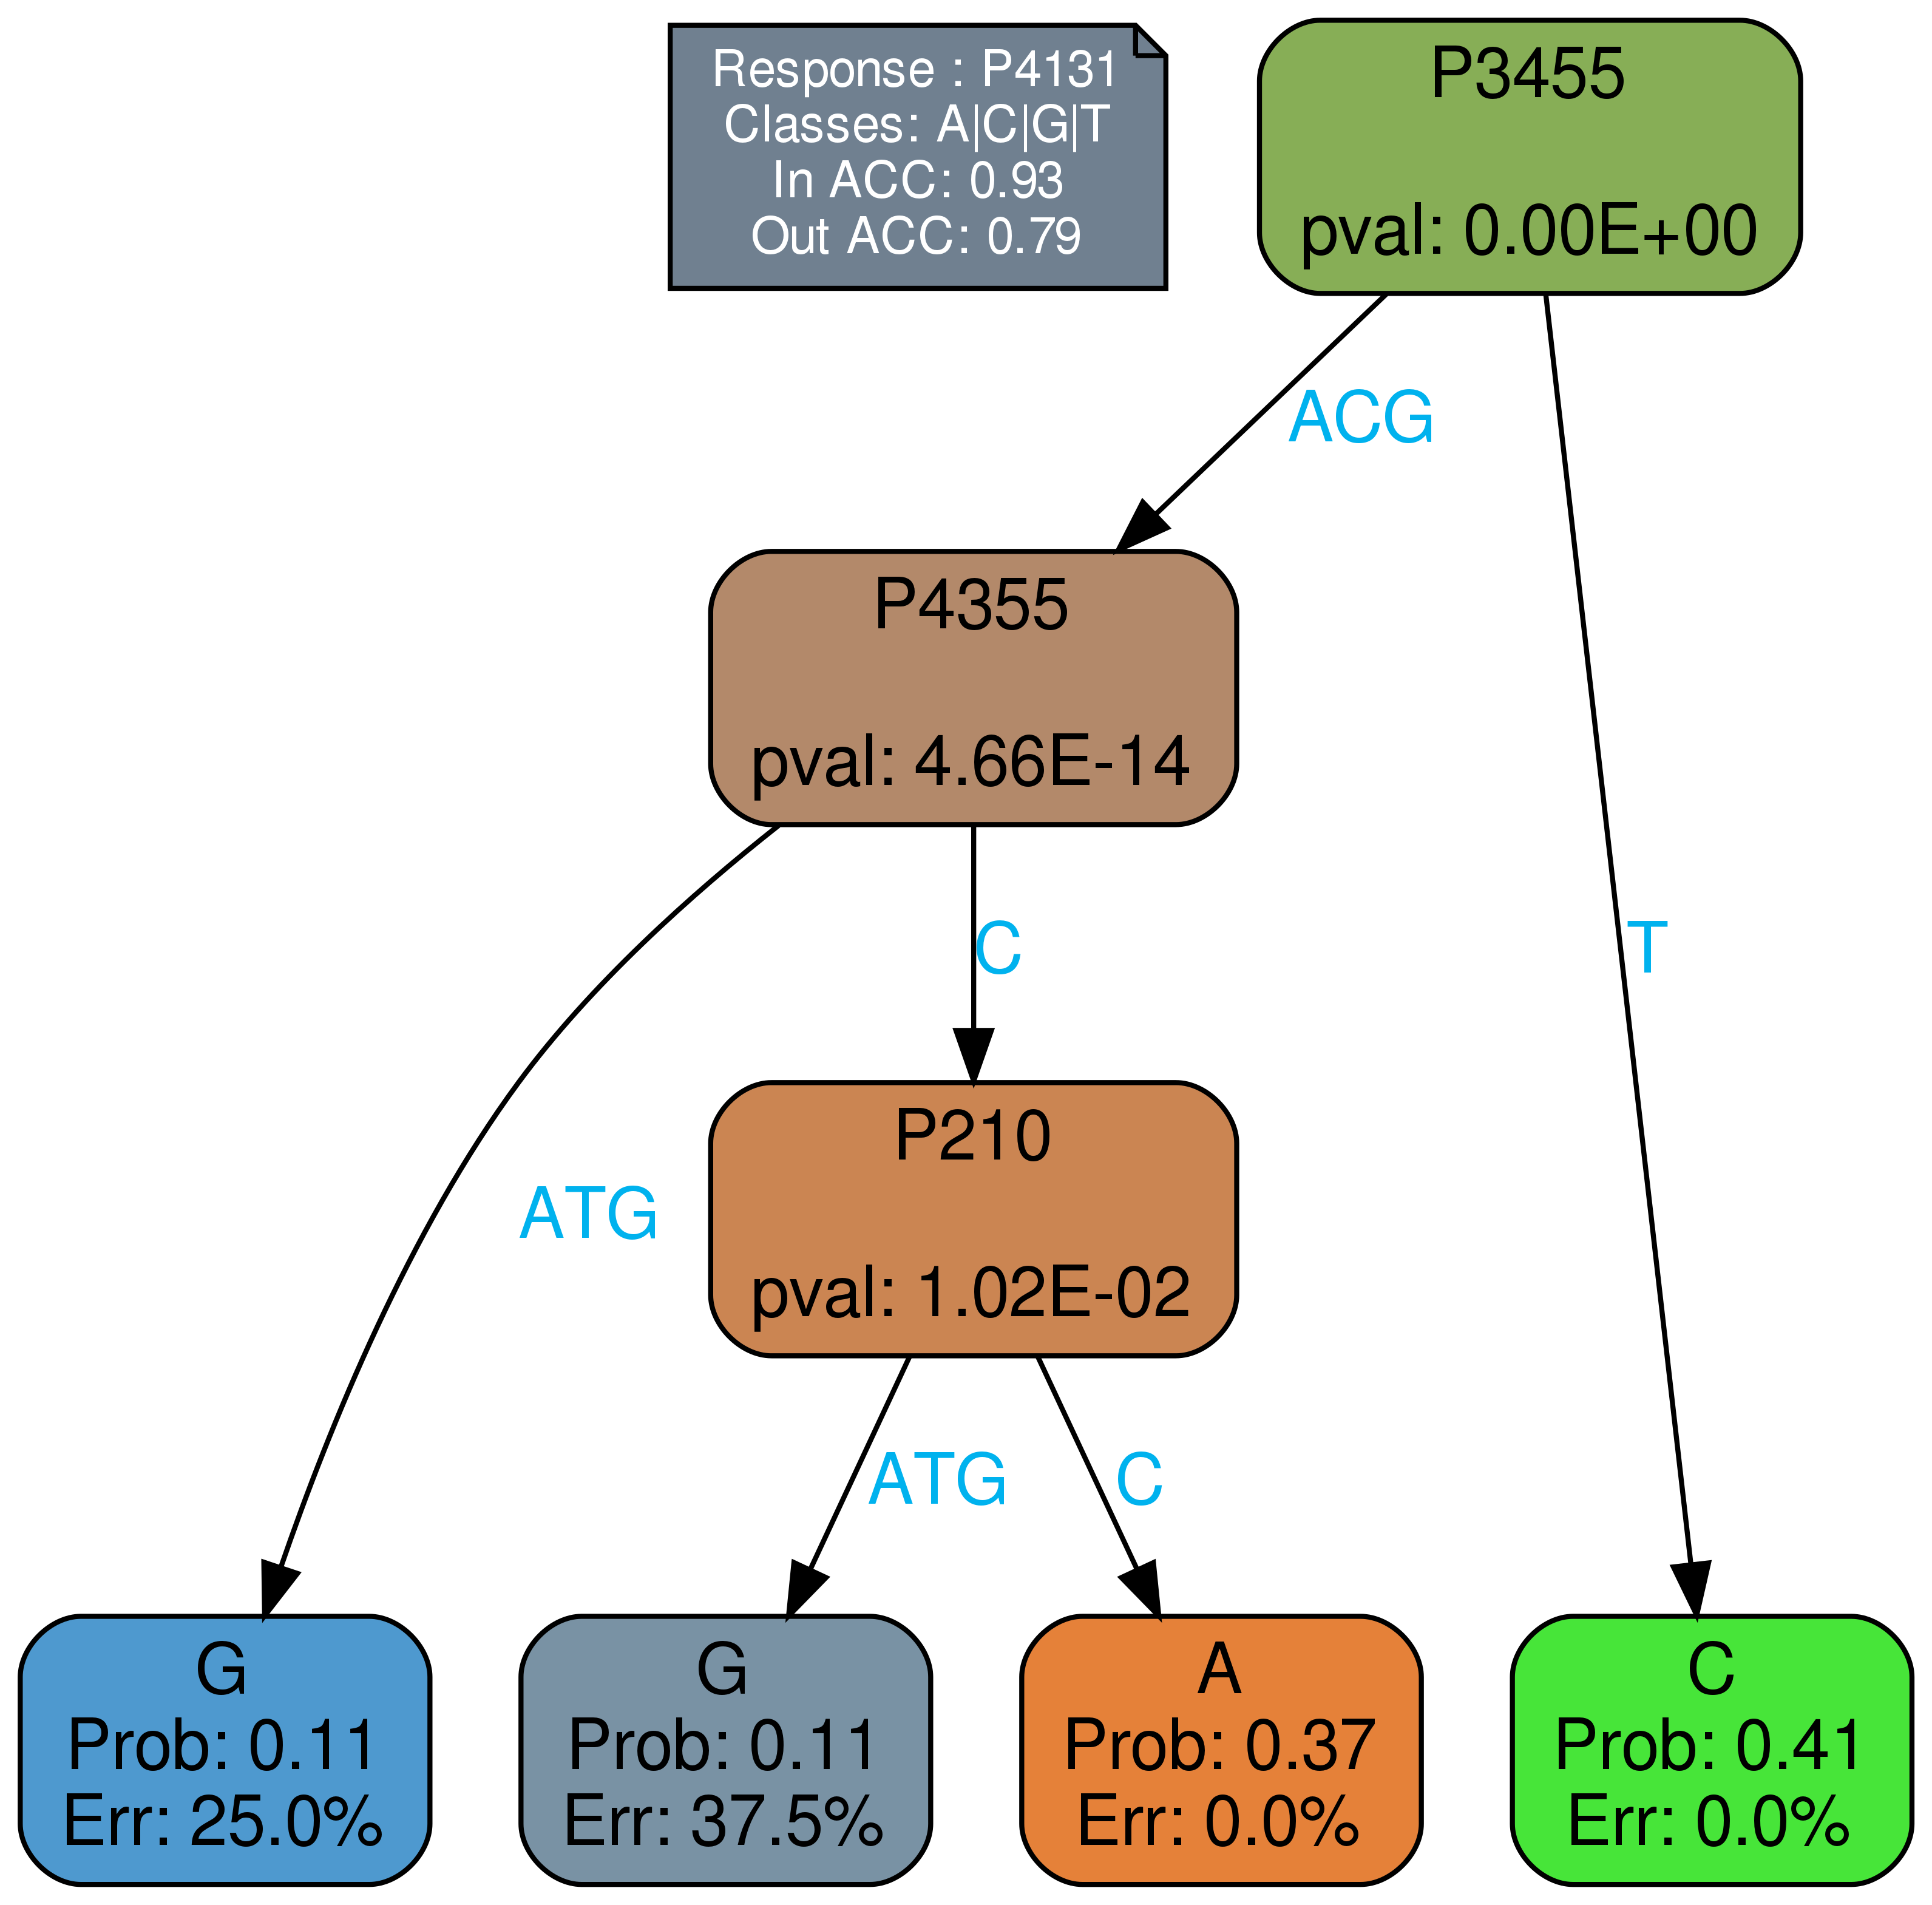 Response : P4131
Classes: A|C|G|T
In ACC: 0.93
Out ACC: 0.79
P3455
pval: 0.00E+00
ACG
P4355
pval: 4.66E-14
C
T
P210
pval: 1.02E-02
ATG
ATG
C
G
Prob: 0.11
Err: 25.0%
G
Prob: 0.11
Err: 37.5%
A
Prob: 0.37
Err: 0.0%
C
Prob: 0.41
Err: 0.0%